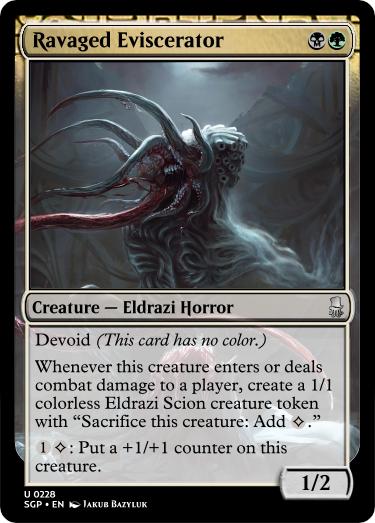 Ravaged Eviscerator
Creature — Eldrazi Horror
Devoid (This card has no color.)
Whenever this creature enters or deals
combat damage to a player, create a 1/1
colorless Eldrazi Scion creature token
with “Sacrifice this creature: Add.”
1: Put a +1/+1 counter on this
creature.
1/2
U 0228
SGP • EN Jakub Bazyluk